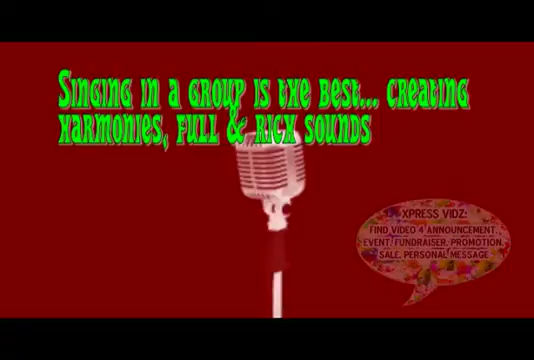 Singing in a group is the best... creating
harmonies, full & rich sounds
XPRESS VIDZ:
FIND VIDEO 4 ANNOUNCEMENT,
EVENT, FUNDRAISER, PROMOTION,
SALE, PERSONAL MESSAGE